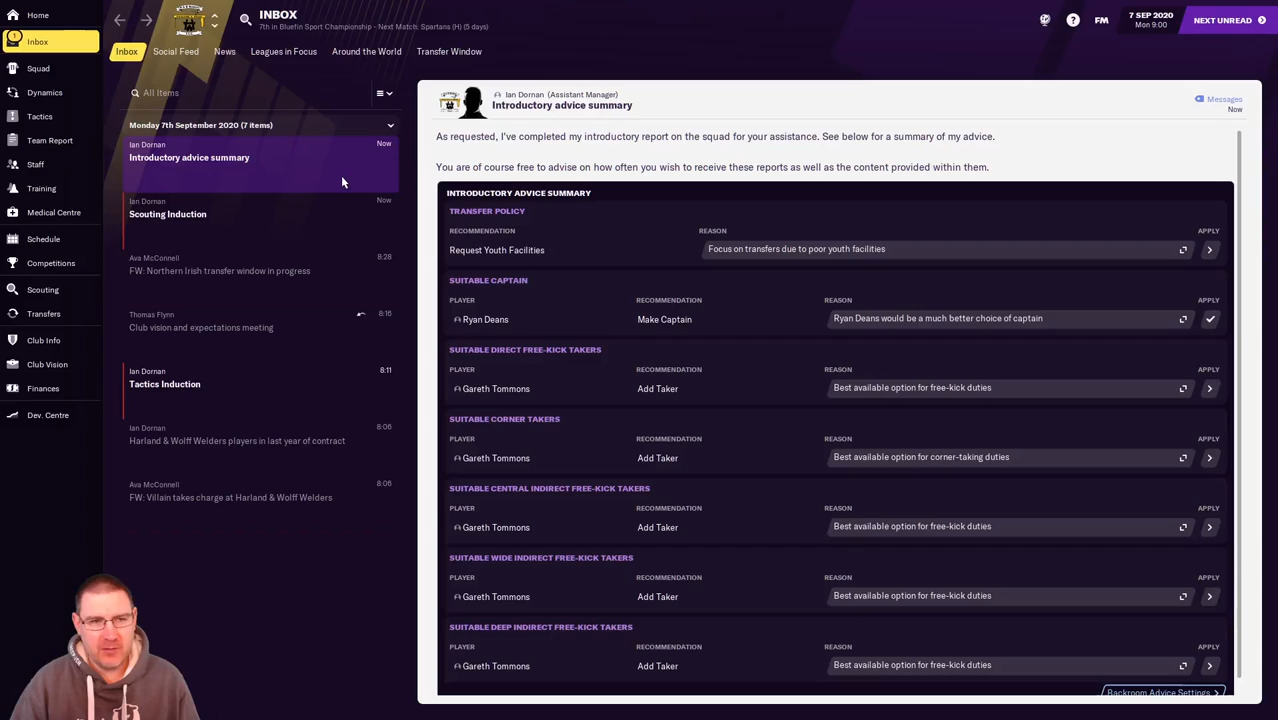 Home
Inbox
Squad
Dynamics
Tactics
Team Report
Staff
Training
Medical Centre
Schedule
Competitions
Scouting
Transfers
Club Info
Club Vision
Finances
Dev. Centre
INBOX
7th in Bluefin Sport Championship - Next Match: Spartans (H) (5 days)
FM
7 SEP 2020
Mon 9:00
NEXT UNREAD
Inbox Social Feed News Leagues in Focus Around the World Transfer Window
All Items
Monday 7th September 2020 (7 items)
Ian Dornan Now
Introductory advice summary
Ian Dornan Now
Scouting Induction
Ava McConnell 8:28
FW: Northern Irish transfer window in progress
Thomas Flynn 8:16
Club vision and expectations meeting
Ian Dornan 8:11
Tactics Induction
Ian Dornan 8:06
Harland & Wolff Welders players in last year of contract
Ava McConnell 8:06
FW: Villain takes charge at Harland & Wolff Welders
Ian Dornan (Assistant Manager)
Introductory advice summary
Messages
Now
As requested, I've completed my introductory report on the squad for your assistance. See below for a summary of my advice.
You are of course free to advise on how often you wish to receive these reports as well as the content provided within them.
INTRODUCTORY ADVICE SUMMARY
TRANSFER POLICY
RECOMMENDATION REASON APPLY
Request Youth Facilities Focus on transfers due to poor youth facilities
SUITABLE CAPTAIN
PLAYER RECOMMENDATION REASON APPLY
Ryan Deans Make Captain Ryan Deans would be a much better choice of captain
SUITABLE DIRECT FREE-KICK TAKERS
PLAYER RECOMMENDATION REASON APPLY
Gareth Tommons Add Taker Best available option for free-kick duties
SUITABLE CORNER TAKERS
PLAYER RECOMMENDATION REASON APPLY
Gareth Tommons Add Taker Best available option for corner-taking duties
SUITABLE CENTRAL INDIRECT FREE-KICK TAKERS
PLAYER RECOMMENDATION REASON APPLY
Gareth Tommons Add Taker Best available option for free-kick duties
SUITABLE WIDE INDIRECT FREE-KICK TAKERS
PLAYER RECOMMENDATION REASON APPLY
Gareth Tommons Add Taker Best available option for free-kick duties
SUITABLE DEEP INDIRECT FREE-KICK TAKERS
PLAYER RECOMMENDATION REASON APPLY
Gareth Tommons Add Taker Best available option for free-kick duties
Backroom Advice Settings